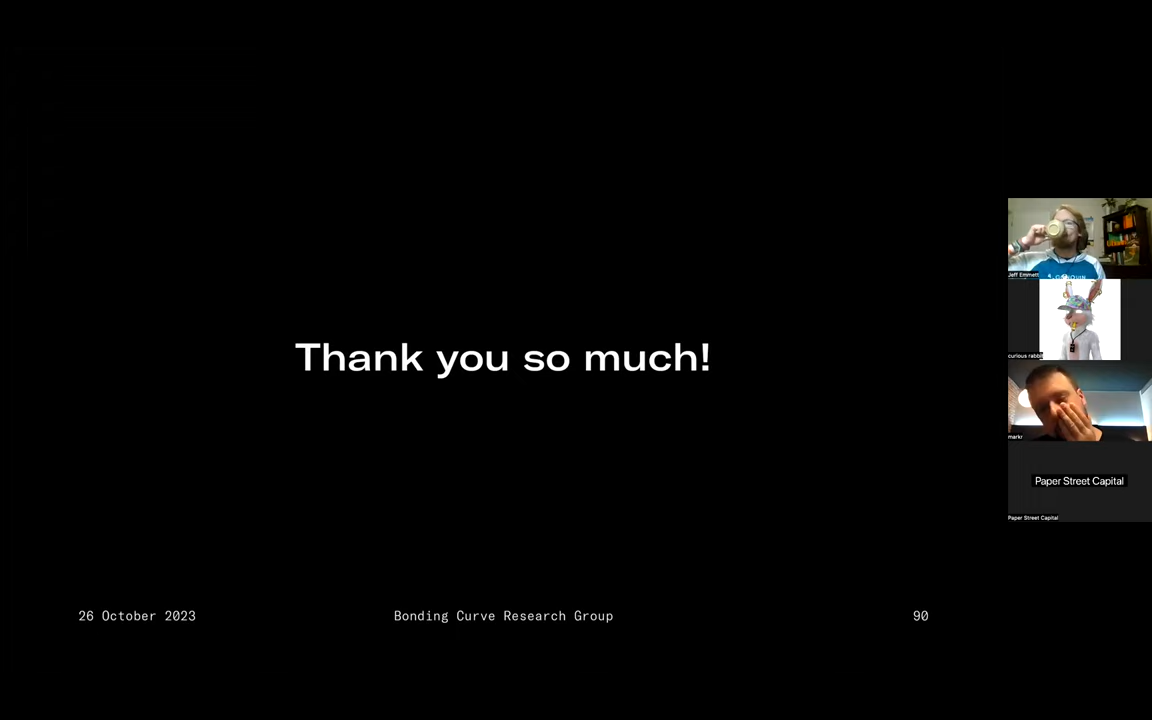 Thank you so much!
26 October 2023
Bonding Curve Research Group
90
Jeff Emmett
curious rabbit
markr
Paper Street Capital
Paper Street Capital